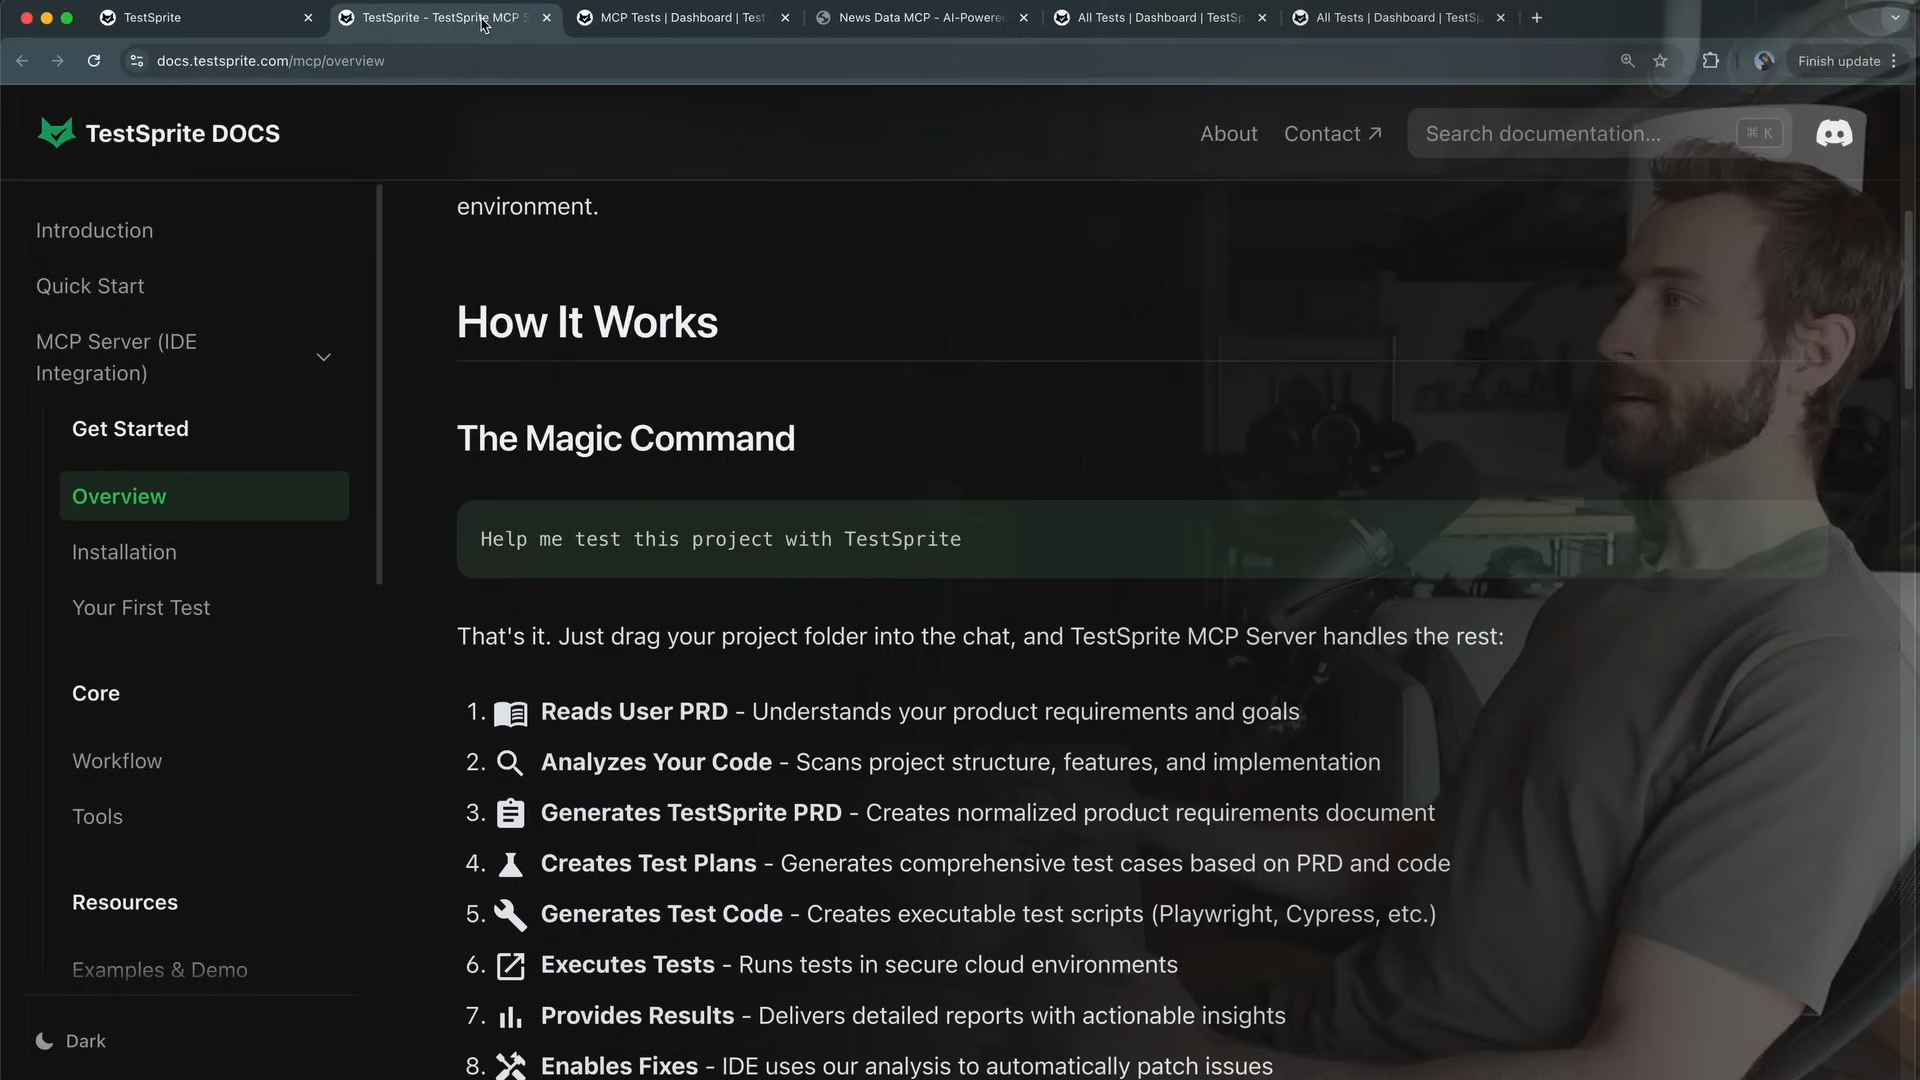 TestSprite
TestSprite - TestSprite MCP S
MCP Tests | Dashboard | Test
News Data MCP - AI-Powere
All Tests | Dashboard | TestSp
All Tests | Dashboard | TestSp
docs.testsprite.com/mcp/overview
Finish update
TestSprite DOCS
About
Contact ↗
Search documentation...
⌘ K
Introduction
Quick Start
MCP Server (IDE
Integration)
Get Started
Overview
Installation
Your First Test
Core
Workflow
Tools
Resources
Examples & Demo
Dark
environment.
How It Works
The Magic Command
Help me test this project with TestSprite
That's it. Just drag your project folder into the chat, and TestSprite MCP Server handles the rest:
1. Reads User PRD - Understands your product requirements and goals
2. Analyzes Your Code - Scans project structure, features, and implementation
3. Generates TestSprite PRD - Creates normalized product requirements document
4. Creates Test Plans - Generates comprehensive test cases based on PRD and code
5. Generates Test Code - Creates executable test scripts (Playwright, Cypress, etc.)
6. Executes Tests - Runs tests in secure cloud environments
7. Provides Results - Delivers detailed reports with actionable insights
8. Enables Fixes - IDE uses our analysis to automatically patch issues